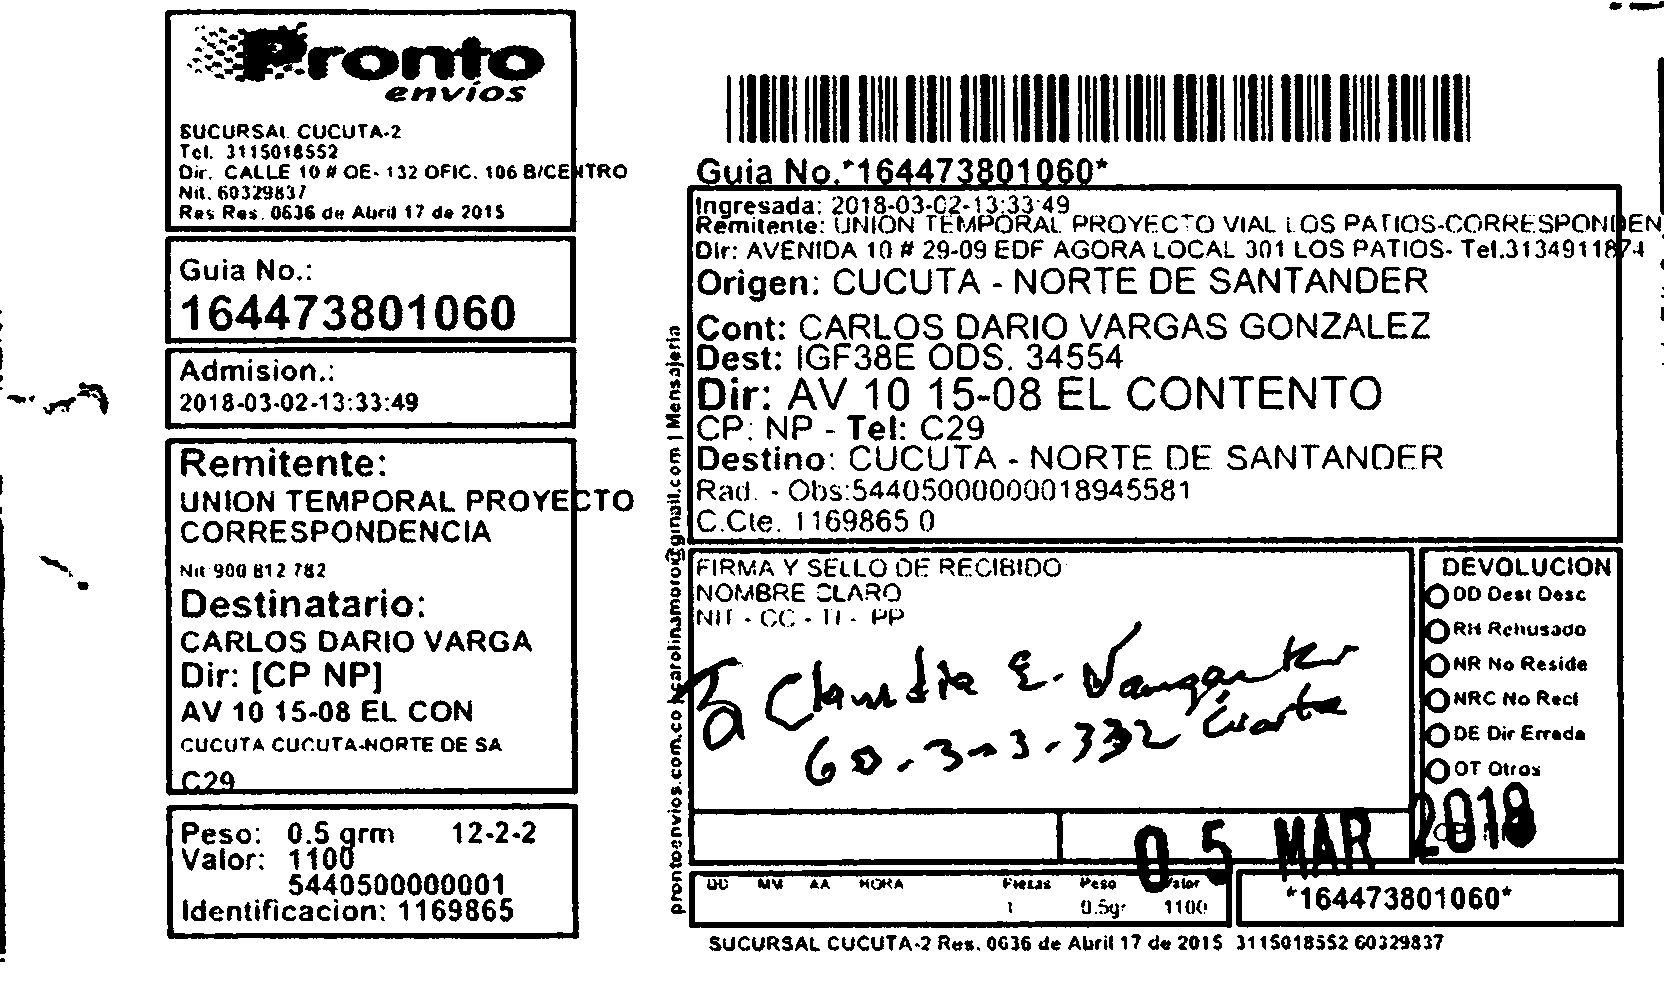 Pronto
envios
SUCURSAL CUCUTA-2
Tel. 3115018552
Dir. CALLE 10 # OE- 132 OFIC. 106 B/CENTRO
Nit. 60329837
Res Res. 0636 de Abril 17 de 2015
Guia No.:
164473801060
Admision.:
2018-03-02-13:33:49
Remitente:
UNION TEMPORAL PROYECTO
CORRESPONDENCIA
Nit 900 812 782
Destinatario:
CARLOS DARIO VARGA
Dir: [CP NP]
AV 10 15-08 EL CON
CUCUTA CUCUTA-NORTE DE SA
C29
Peso: 0.5 grm 12-2-2
Valor: 1100
5440500000001
Identificacion: 1169865
prontoenvios.com.co carolinamoro@gmail.com | Mensajeria
Guia No.*164473801060*
Ingresada: 2018-03-02-13:33:49
Remitente: UNION TEMPORAL PROYECTO VIAL LOS PATIOS-CORRESPONDEN
Dir: AVENIDA 10 # 29-09 EDF AGORA LOCAL 301 LOS PATIOS- Tel.3134911874
Origen: CUCUTA - NORTE DE SANTANDER
Cont: CARLOS DARIO VARGAS GONZALEZ
Dest: IGF38E ODS. 34554
Dir: AV 10 15-08 EL CONTENTO
CP: NP - Tel: C29
Destino: CUCUTA - NORTE DE SANTANDER
Rad. - Obs:54405000000018945581
C.Cte. 1169865 0
FIRMA Y SELLO DE RECIBIDO
NOMBRE CLARO
NIT - CC - TI - PP
Claudia E.
DEVOLUCION
DD Dest Desc
RH Rehusado
NR No Reside
NRC No Reci
DE Dir Errada
OT Otros
05 MAR 2018
DD MM AA HORA Piezas Peso Valor
1 0.5gr 1100
*164473801060*
SUCURSAL CUCUTA-2 Res. 0636 de Abril 17 de 2015 3115018552 60329837